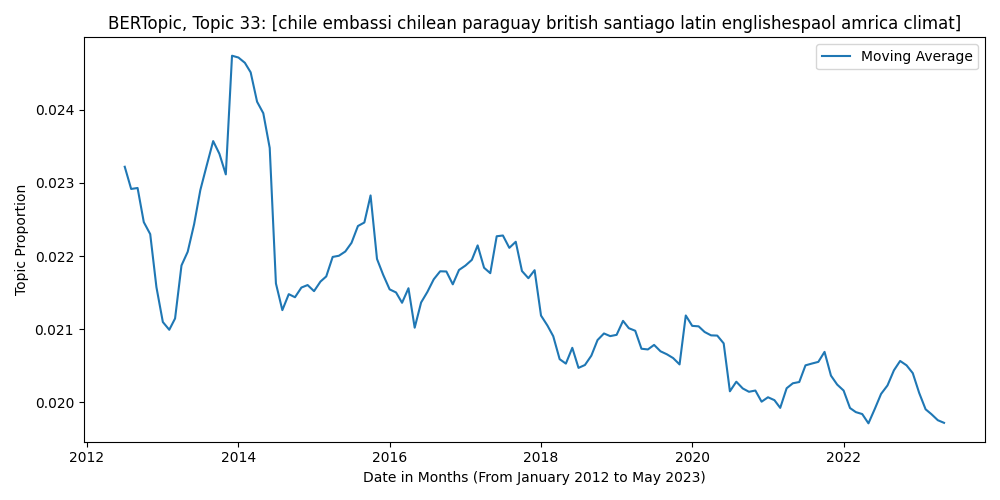 BERTopic, Topic 33: [chile embassi chilean paraguay british santiago latin englishespaol amrica climat]
Moving Average
Topic Proportion
0.024
0.023
0.022
0.021
0.020
2012 2014 2016 2018 2020 2022
Date in Months (From January 2012 to May 2023)